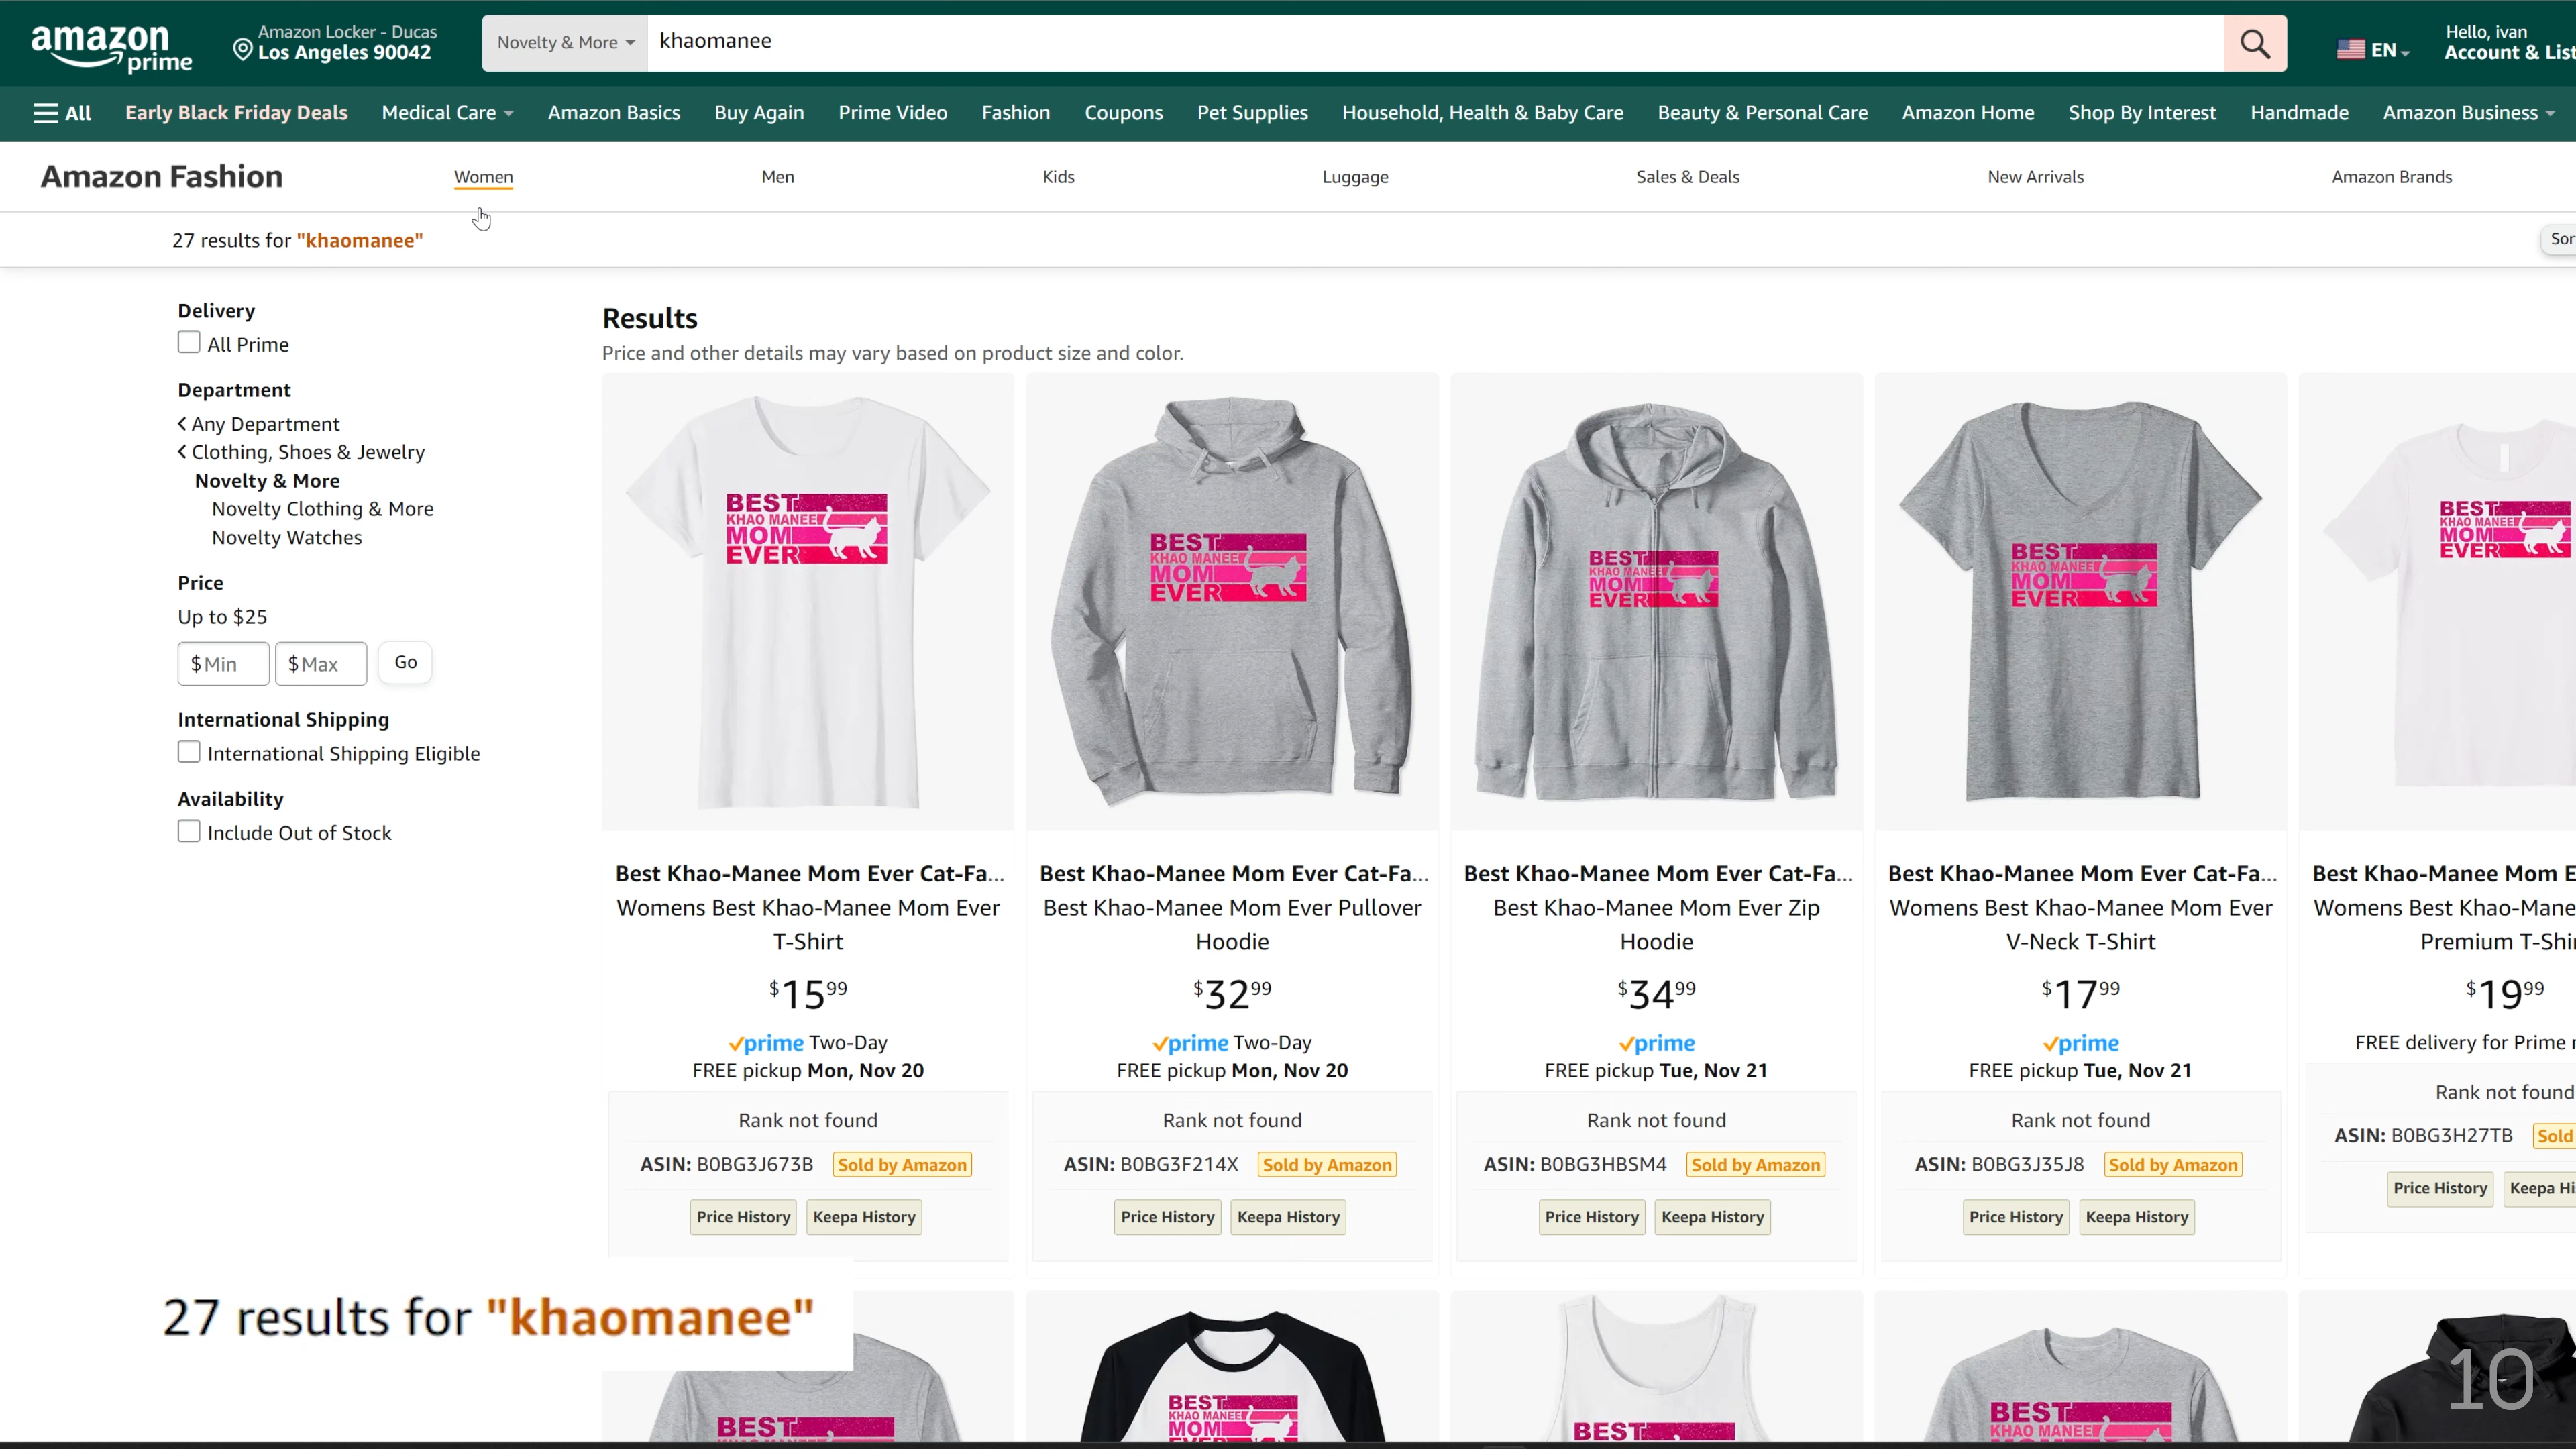 amazon prime
Amazon Locker - Ducas
Los Angeles 90042
Novelty & More
khaomanee
EN
Hello, ivan
Account &
All
Early Black Friday Deals
Medical Care
Amazon Basics
Buy Again
Prime Video
Fashion
Coupons
Pet Supplies
Household, Health & Baby Care
Beauty & Personal Care
Amazon Home
Shop By Interest
Handmade
Amazon Business
Amazon Fashion
Women
Men
Kids
Luggage
Sales & Deals
New Arrivals
Amazon Brands
27 results for "khaomanee"
Delivery
All Prime
Department
Any Department
Clothing, Shoes & Jewelry
Novelty & More
Novelty Clothing & More
Novelty Watches
Price
Up to $25
$ Min
$ Max
Go
International Shipping
International Shipping Eligible
Availability
Include Out of Stock
Results
Price and other details may vary based on product size and color.
BEST
KHAO MANEE
MOM
EVER
Best Khao-Manee Mom Ever Cat-Fa...
Womens Best Khao-Manee Mom Ever
T-Shirt
$15.99
prime Two-Day
FREE pickup Mon, Nov 20
Rank not found
ASIN: B0BG3J673B
Sold by Amazon
Price History
Keepa History
BEST
KHAO MANEE
MOM
EVER
Best Khao-Manee Mom Ever Cat-Fa...
Best Khao-Manee Mom Ever Pullover
Hoodie
$32.99
prime Two-Day
FREE pickup Mon, Nov 20
Rank not found
ASIN: B0BG3F214X
Sold by Amazon
Price History
Keepa History
BEST
KHAO MANEE
MOM
EVER
Best Khao-Manee Mom Ever Cat-Fa...
Best Khao-Manee Mom Ever Zip
Hoodie
$34.99
prime
FREE pickup Tue, Nov 21
Rank not found
ASIN: B0BG3HBSM4
Sold by Amazon
Price History
Keepa History
BEST
KHAO MANEE
MOM
EVER
Best Khao-Manee Mom Ever Cat-Fa...
Womens Best Khao-Manee Mom Ever
V-Neck T-Shirt
$17.99
prime
FREE pickup Tue, Nov 21
Rank not found
ASIN: B0BG3J35J8
Sold by Amazon
Price History
Keepa History
BEST
KHAO MANEE
MOM
EVER
Best Khao-Manee Mom
Womens Best
Premium
$19.99
FREE delivery for Prime
Rank not found
ASIN: B0BG3H27TB
Sold
Price History
Keepa
27 results for "khaomanee"
BEST
BEST
KHAO MANEE
MOM
BEST
BEST
KHAO MANEE
10